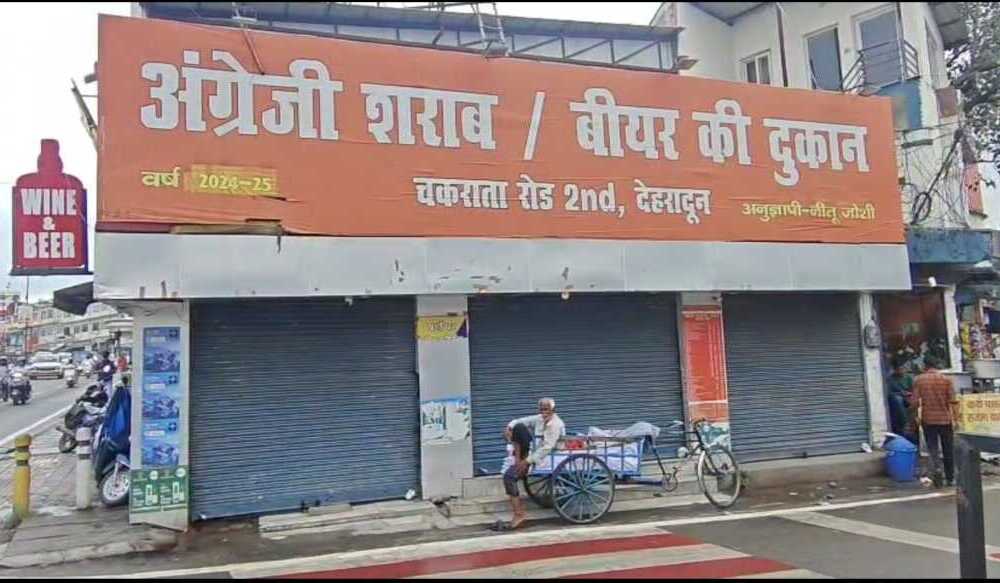 अंग्रेजी शराब / बीयर की दुकान
वर्ष 2024-25
चकराता रोड 2nd, देहरादून
अनुज्ञापी-नीतू जोशी
WINE
&
BEER